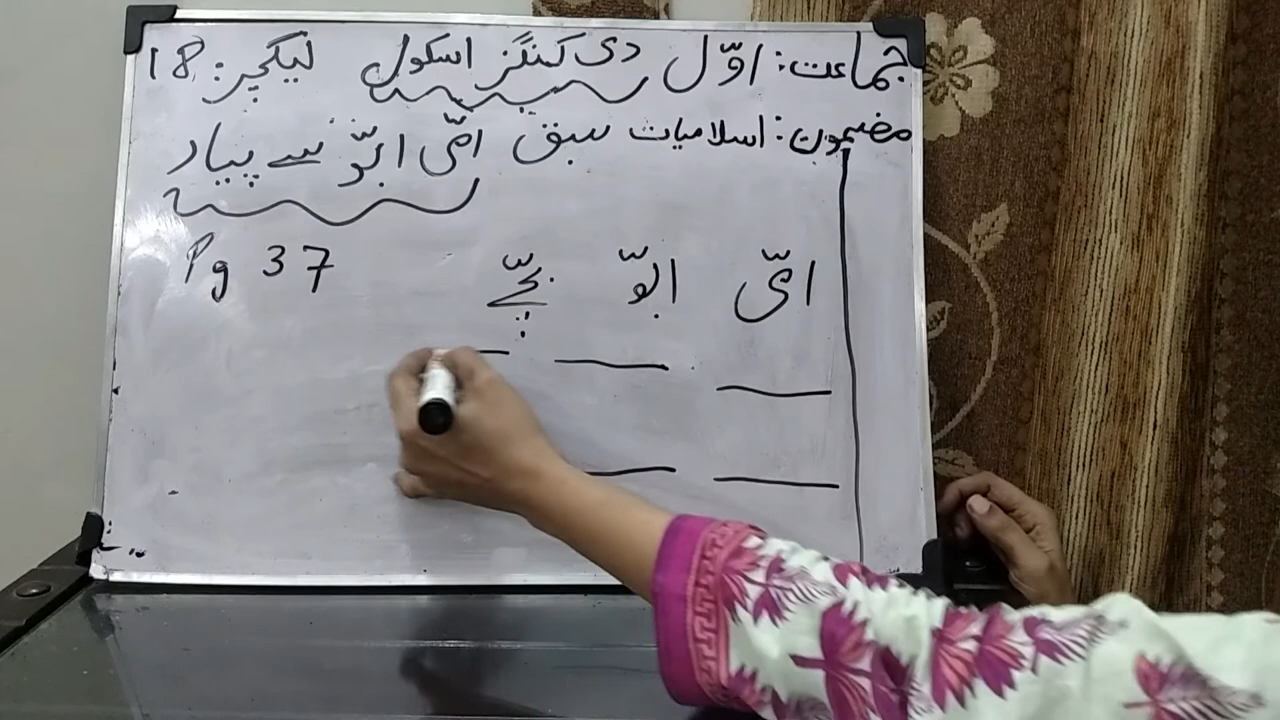 جماعت: اوّل دی کنگز اسکول لیکچر: 18
مضمون: اسلامیات سبق امّی ابّو سے پیار
Pg 37
امّی ابّو بچّے